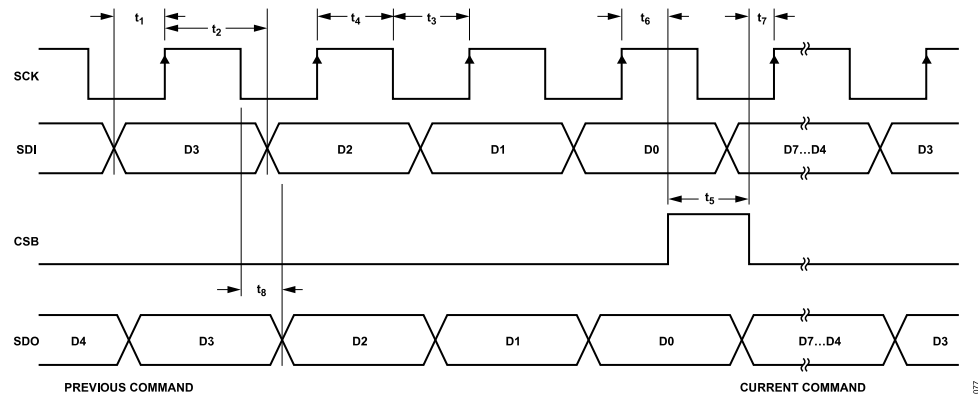 t1
t2
t4
t3
t6
t7
SCK
SDI
D3
D2
D1
D0
D7...D4
D3
t5
CSB
t8
SDO
D4
D3
D2
D1
D0
D7...D4
D3
PREVIOUS COMMAND
CURRENT COMMAND
077